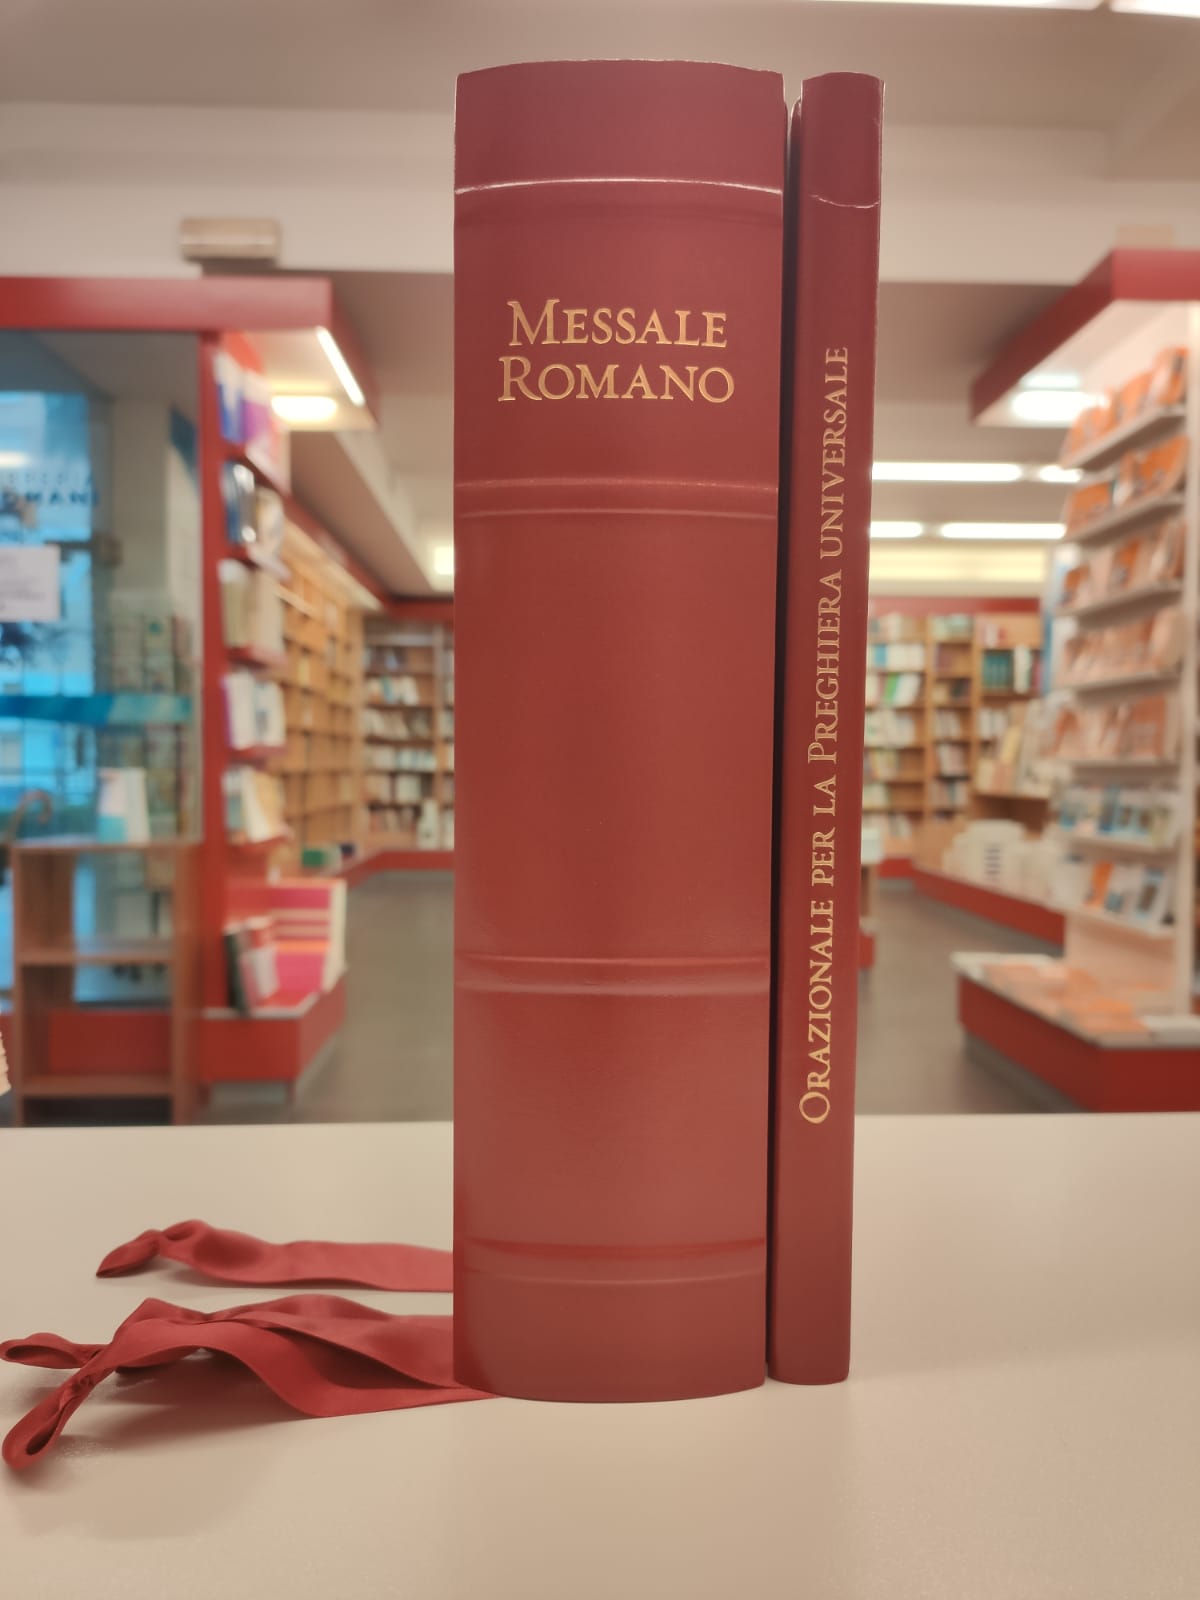 MESSALE
ROMANO
ORAZIONALE PER LA PREGHIERA UNIVERSALE